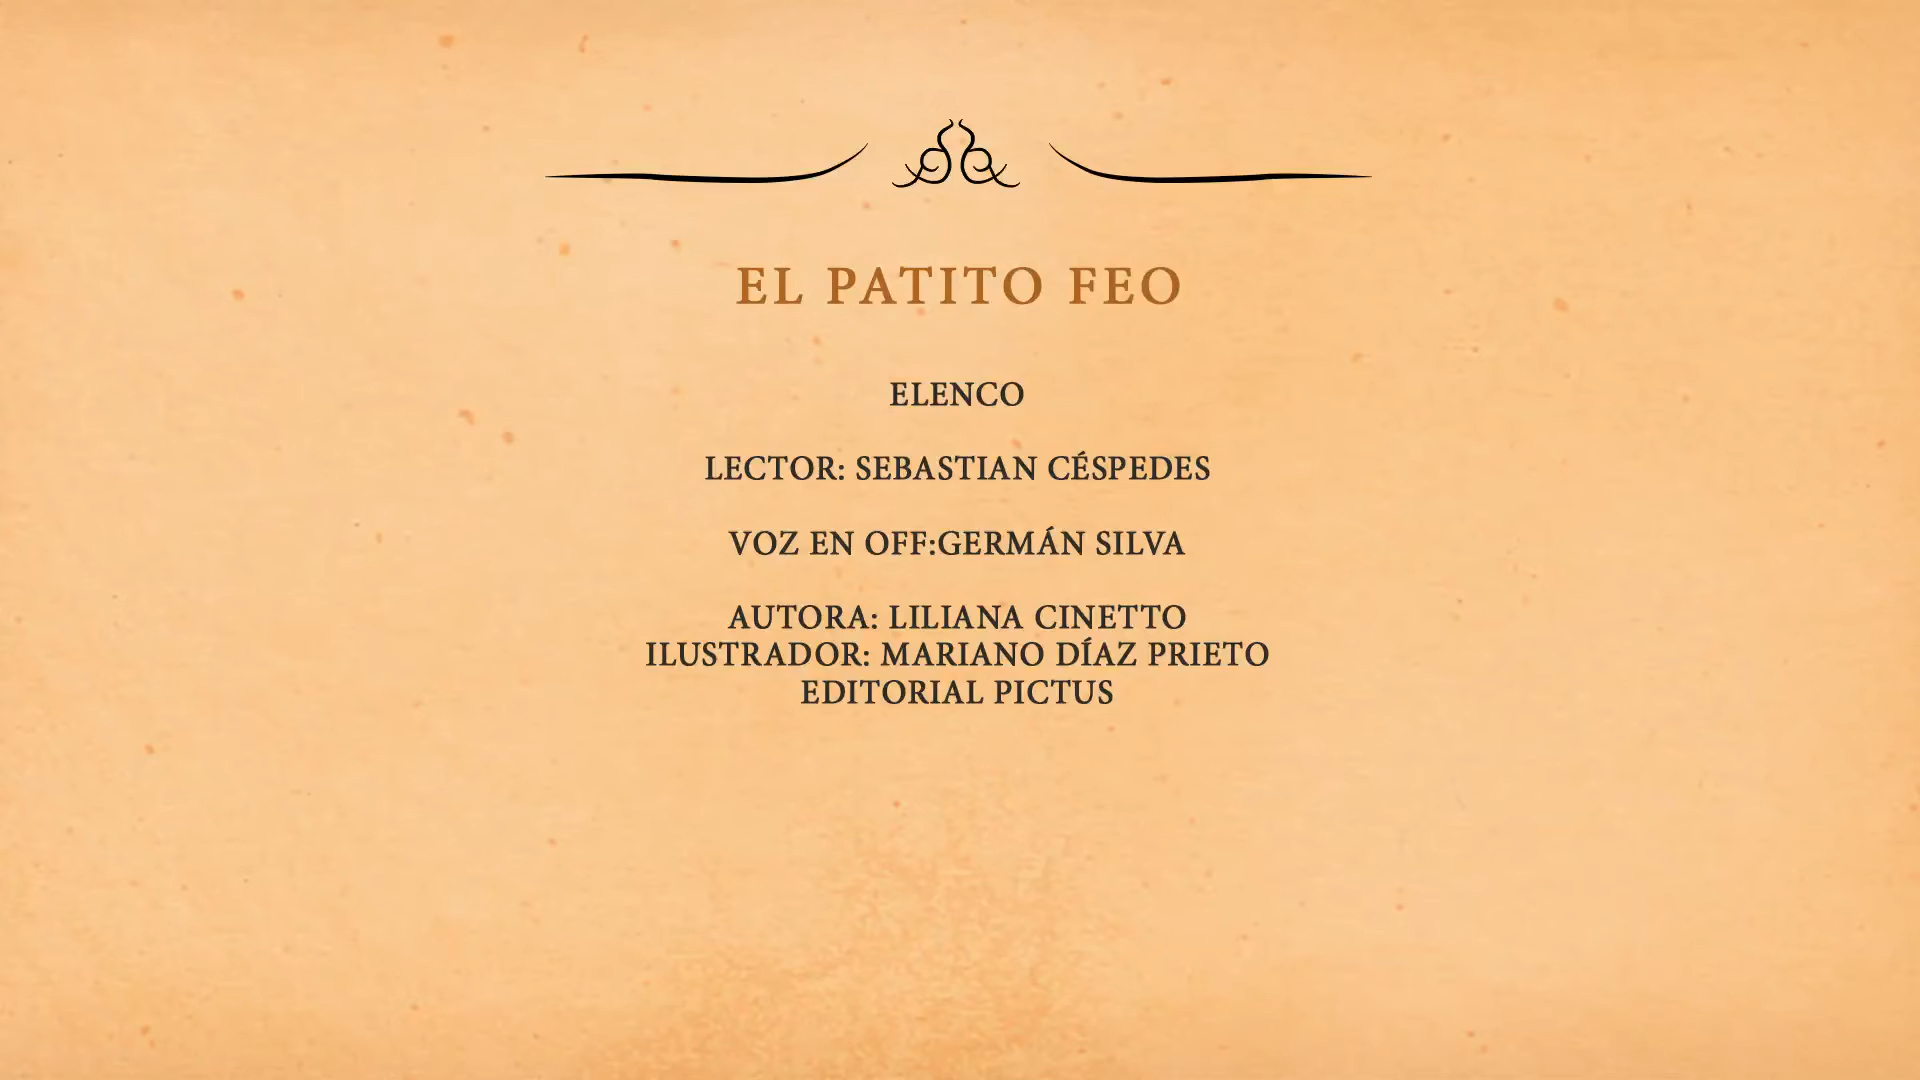 EL PATITO FEO
ELENCO
LECTOR: SEBASTIAN CÉSPEDES
VOZ EN OFF:GERMÁN SILVA
AUTORA: LILIANA CINETTO
ILUSTRADOR: MARIANO DÍAZ PRIETO
EDITORIAL PICTUS